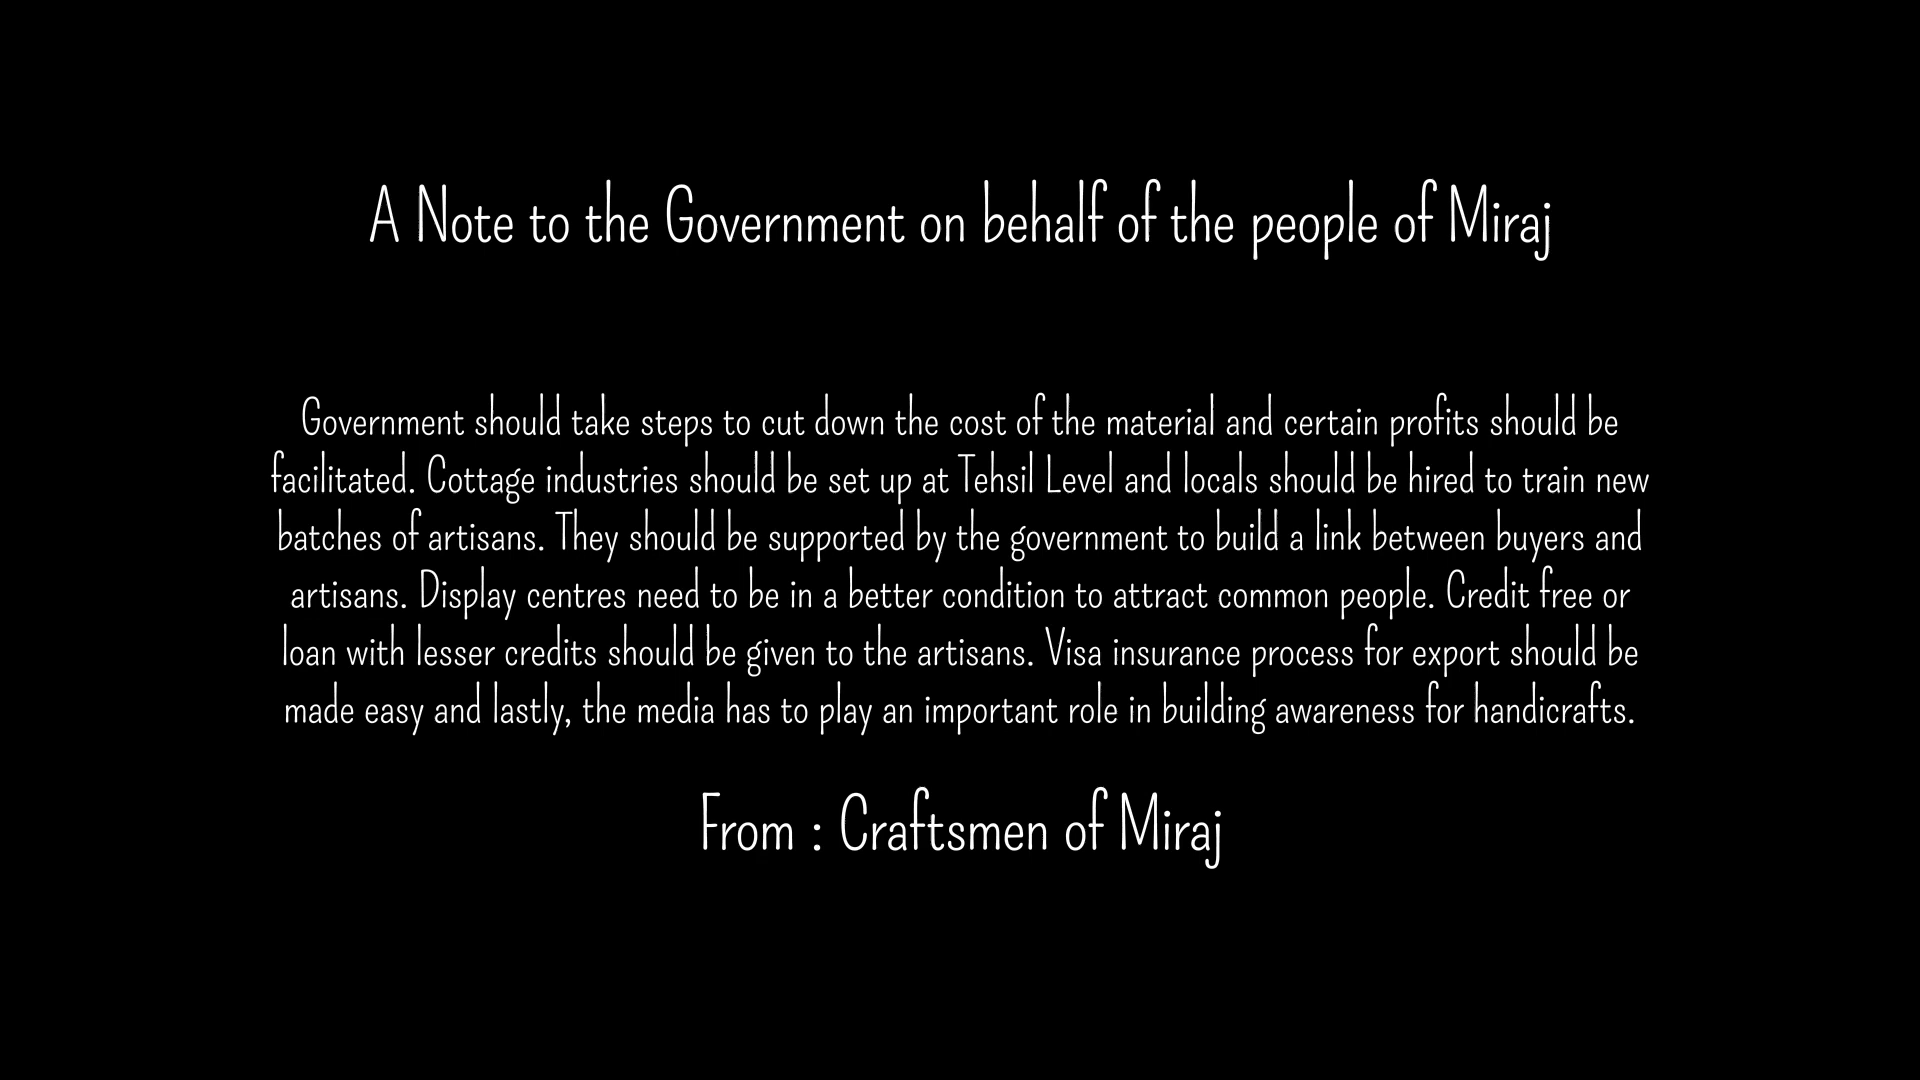 A Note to the Government on behalf of the people of Miraj
Government should take steps to cut down the cost of the material and certain profits should be
facilitated. Cottage industries should be set up at Tehsil Level and locals should be hired to train new
batches of artisans. They should be supported by the government to build a link between buyers and
artisans. Display centres need to be in a better condition to attract common people. Credit free or
loan with lesser credits should be given to the artisans. Visa insurance process for export should be
made easy and lastly, the media has to play an important role in building awareness for handicrafts.
From : Craftsmen of Miraj